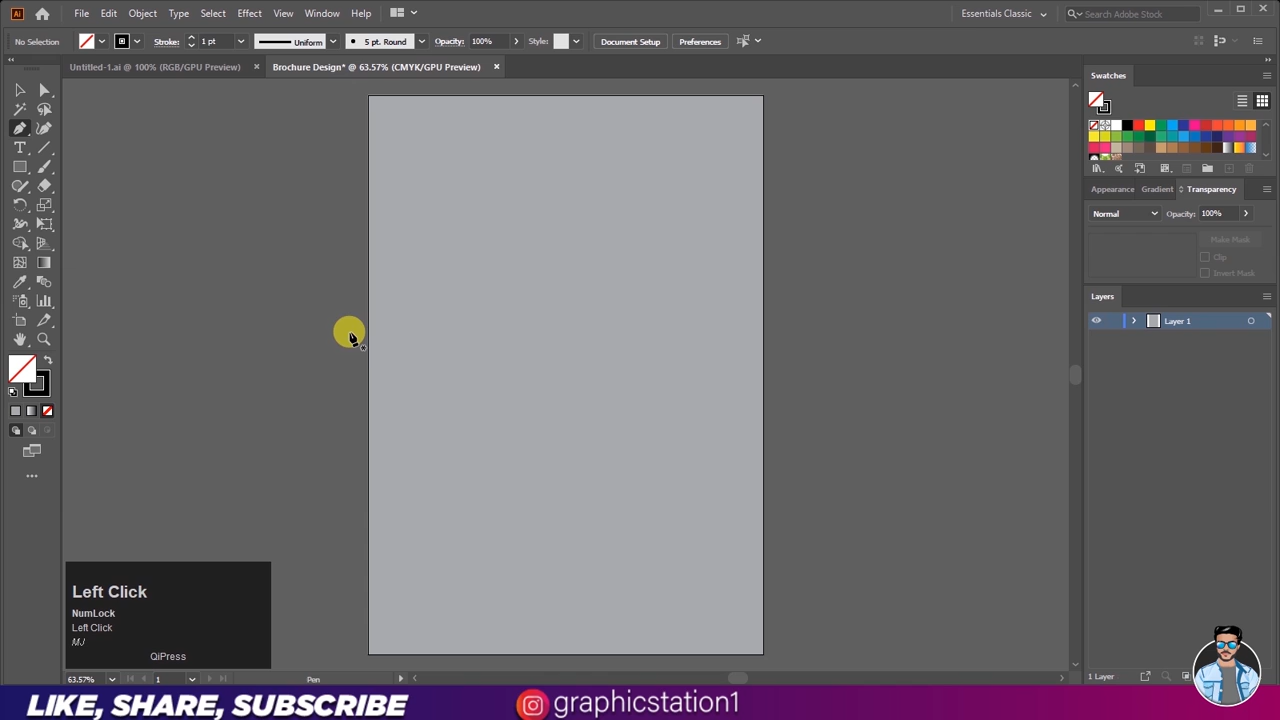 Ai File Edit Object Type Select Effect View Window Help Essentials Classic Search Adobe Stock
No Selection Stroke: 1 pt Uniform 5 pt. Round Opacity: 100% Style: Document Setup Preferences
Untitled-1.ai @ 100% (RGB/GPU Preview) Brochure Design* @ 63.57% (CMYK/GPU Preview)
Swatches
Appearance Gradient Transparency
Normal Opacity: 100%
Make Mask
Clip
Invert Mask
Layers
Layer 1
Left Click
NumLock
Left Click
MJ
QiPress
63.57% 1 Pen 1 Layer
LIKE, SHARE, SUBSCRIBE graphicstation1